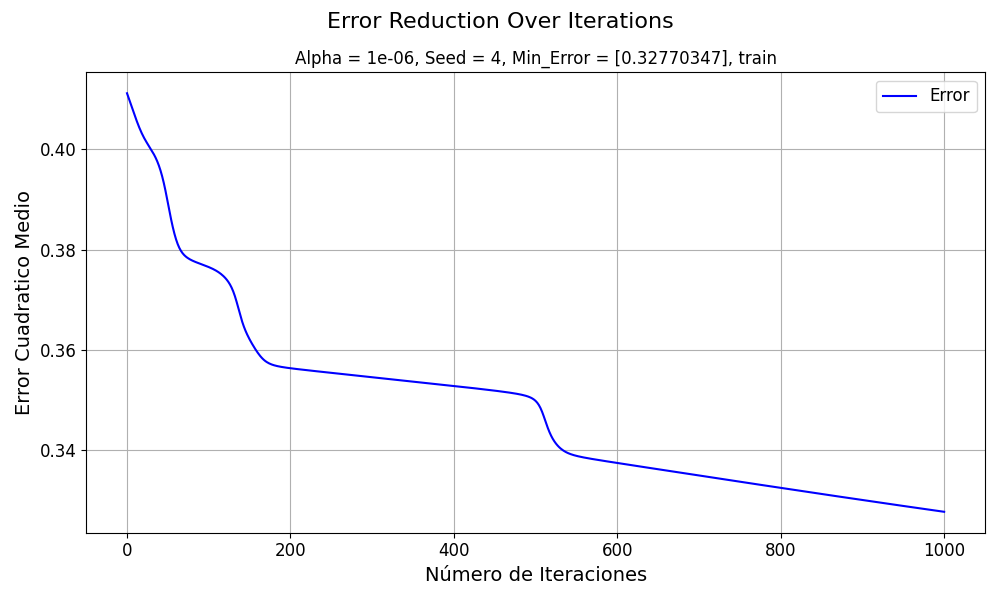 Error Reduction Over Iterations
Alpha = 1e-06, Seed = 4, Min_Error = [0.32770347], train
Error
Error Cuadratico Medio
0.40
0.38
0.36
0.34
0
200
400
600
800
1000
Número de Iteraciones